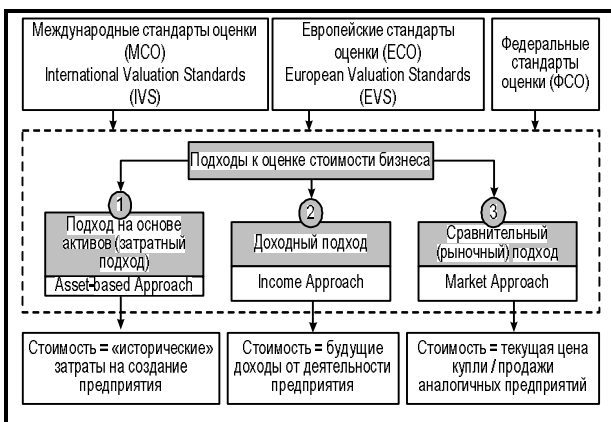 Международные стандарты оценки
(МСО)
International Valuation Standards
(IVS)
Европейские стандарты
оценки (ЕСО)
European Valuation Standards
(EVS)
Федеральные
стандарты
оценки (ФСО)
Подходы к оценке стоимости бизнеса
1
Подход на основе
активов (затратный
подход)
Asset-based Approach
2
Доходный подход
Income Approach
3
Сравнительный
(рыночный) подход
Market Approach
Стоимость = «исторические»
затраты на создание
предприятия
Стоимость = будущие
доходы от деятельности
предприятия
Стоимость = текущая цена
купли / продажи
аналогичных предприятий